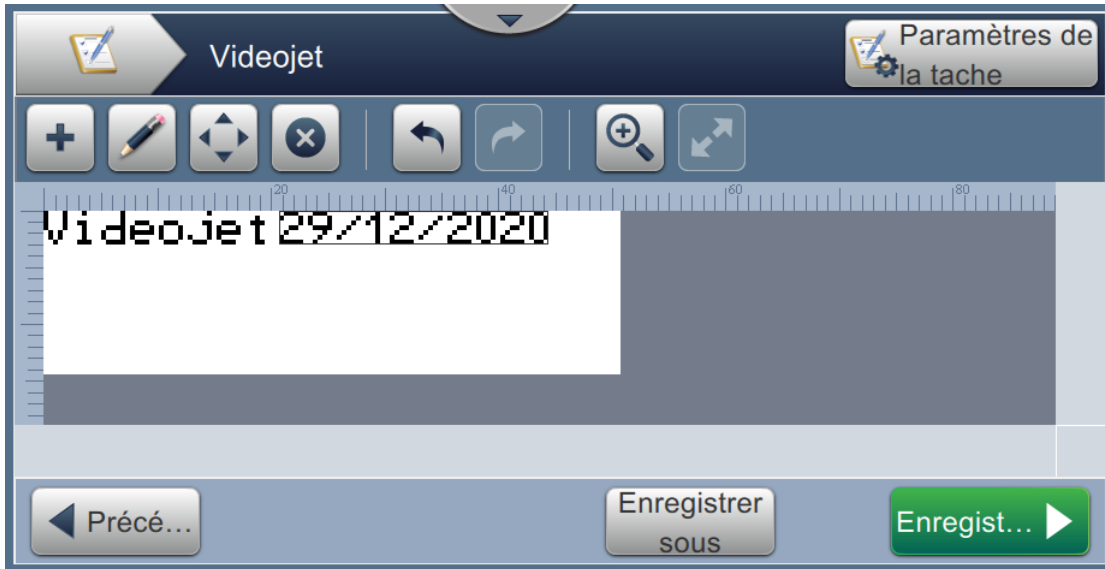 Videojet
Paramètres de
la tache
20
40
60
80
Videojet 29/12/2020
Précé...
Enregistrer
sous
Enregist...